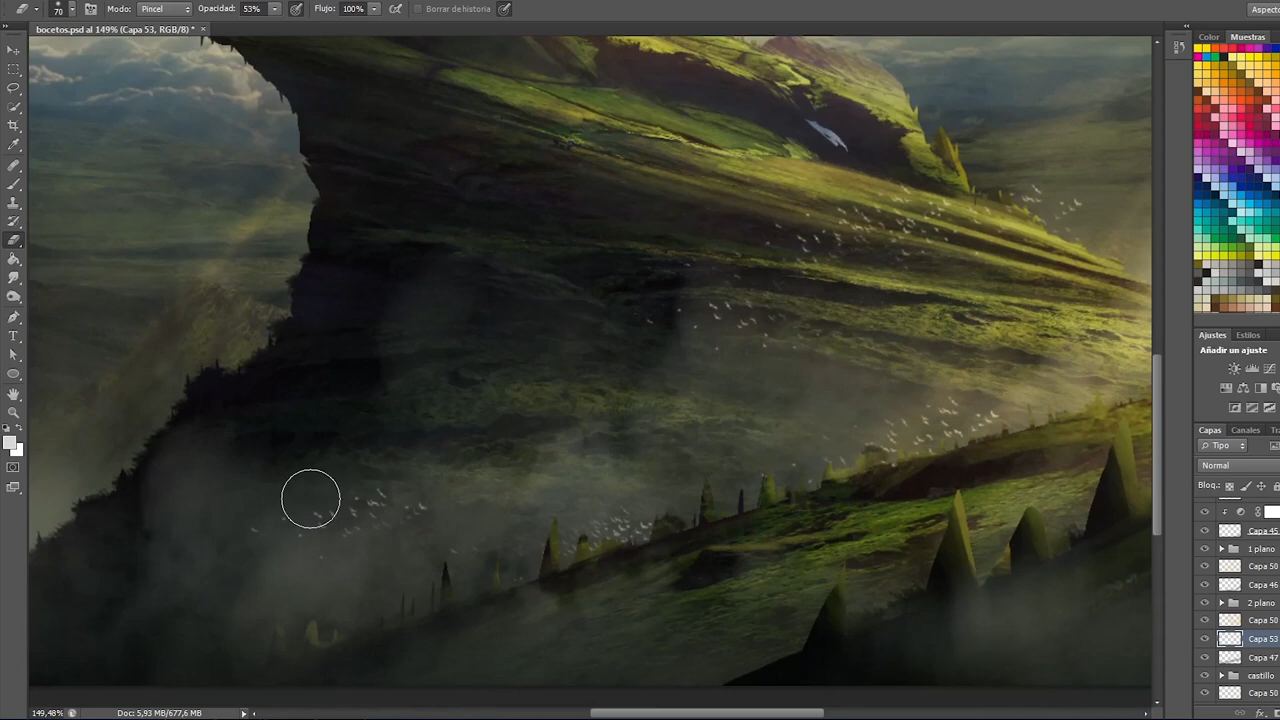 70 Modo: Pincel Opacidad: 53% Flujo: 100% Borrar de historia Aspecto
bocetos.psd al 149% (Capa 53, RGB/8) * ×
Color Muestras
Ajustes Estilos
Añadir un ajuste
Capas Canales Tra
Tipo
Normal
Bloq.:
Capa 45
1 plano
Capa 50
Capa 46
2 plano
Capa 50
Capa 53
Capa 47
castillo
Capa 50
fx
149,48% Doc: 5,93 MB/677,6 MB